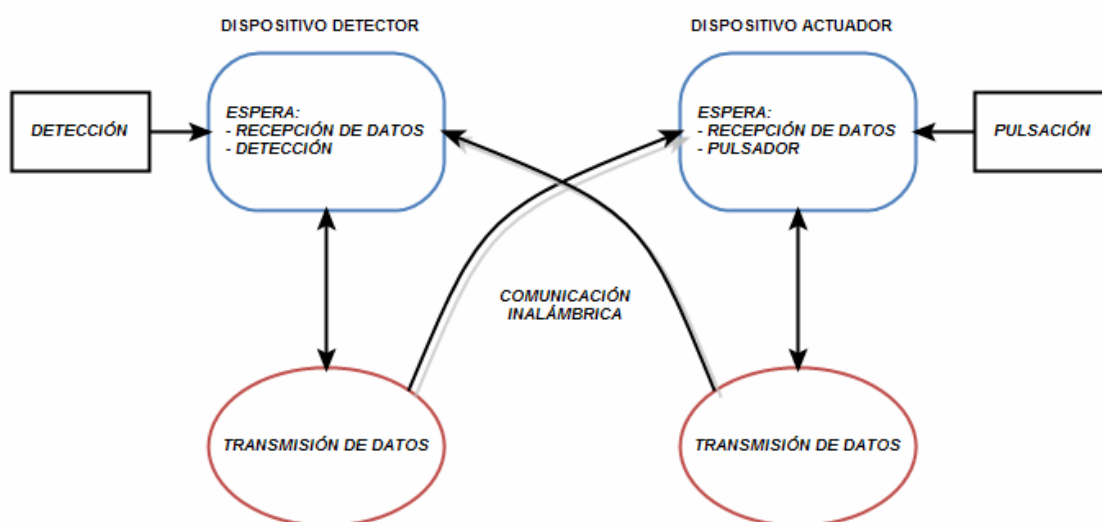 DISPOSITIVO DETECTOR
DISPOSITIVO ACTUADOR
DETECCIÓN
ESPERA:
- RECEPCIÓN DE DATOS
- DETECCIÓN
ESPERA:
- RECEPCIÓN DE DATOS
- PULSADOR
PULSACIÓN
COMUNICACIÓN
INALÁMBRICA
TRANSMISIÓN DE DATOS
TRANSMISIÓN DE DATOS